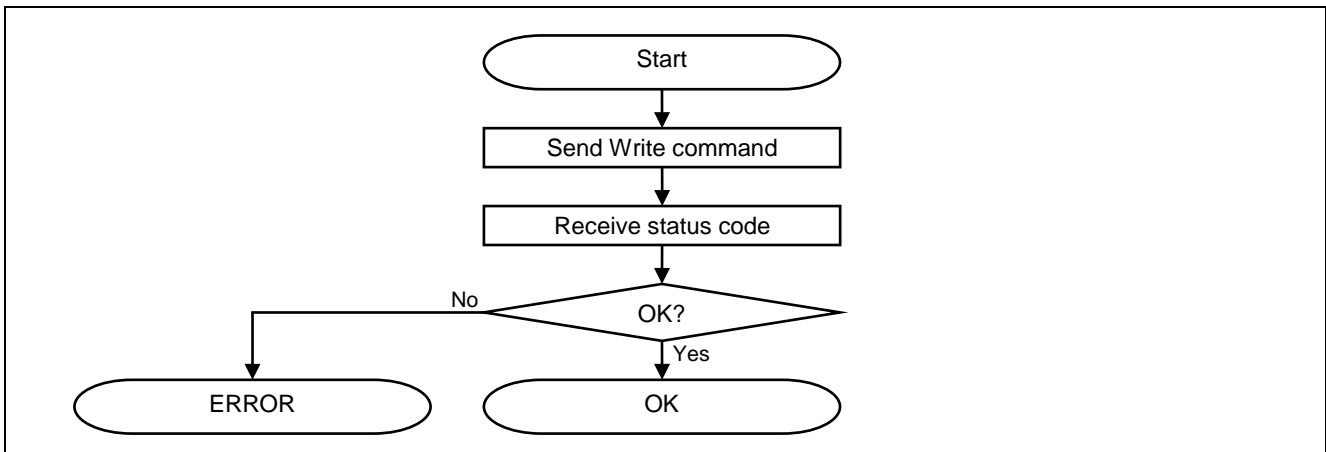 Start
Send Write command
Receive status code
No
OK?
Yes
ERROR
OK